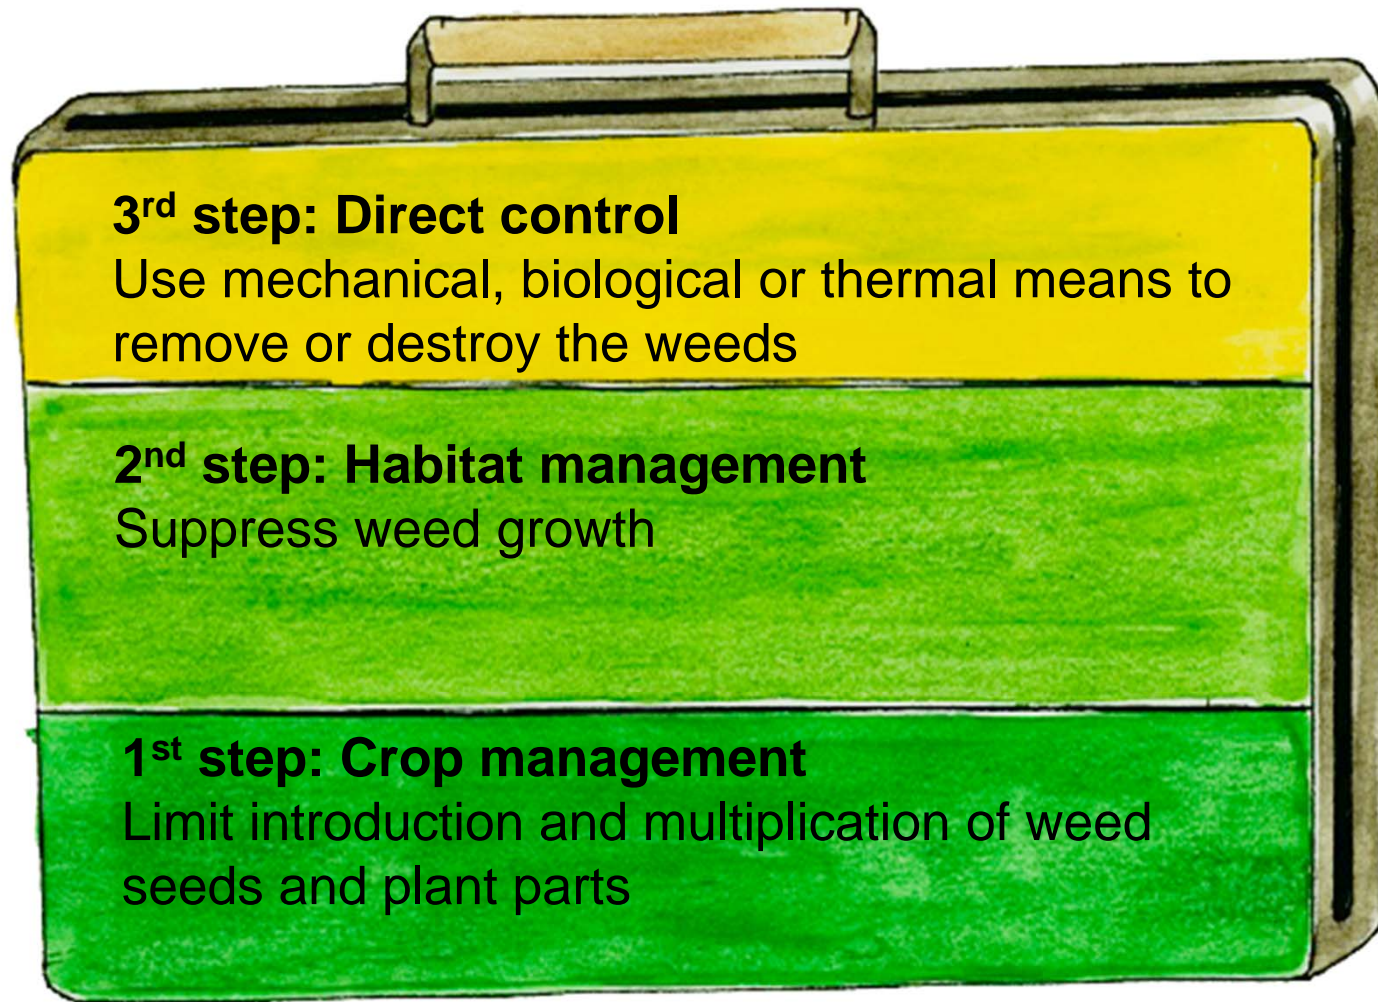 3rd step: Direct control
Use mechanical, biological or thermal means to
remove or destroy the weeds
2nd step: Habitat management
Suppress weed growth
1st step: Crop management
Limit introduction and multiplication of weed
seeds and plant parts